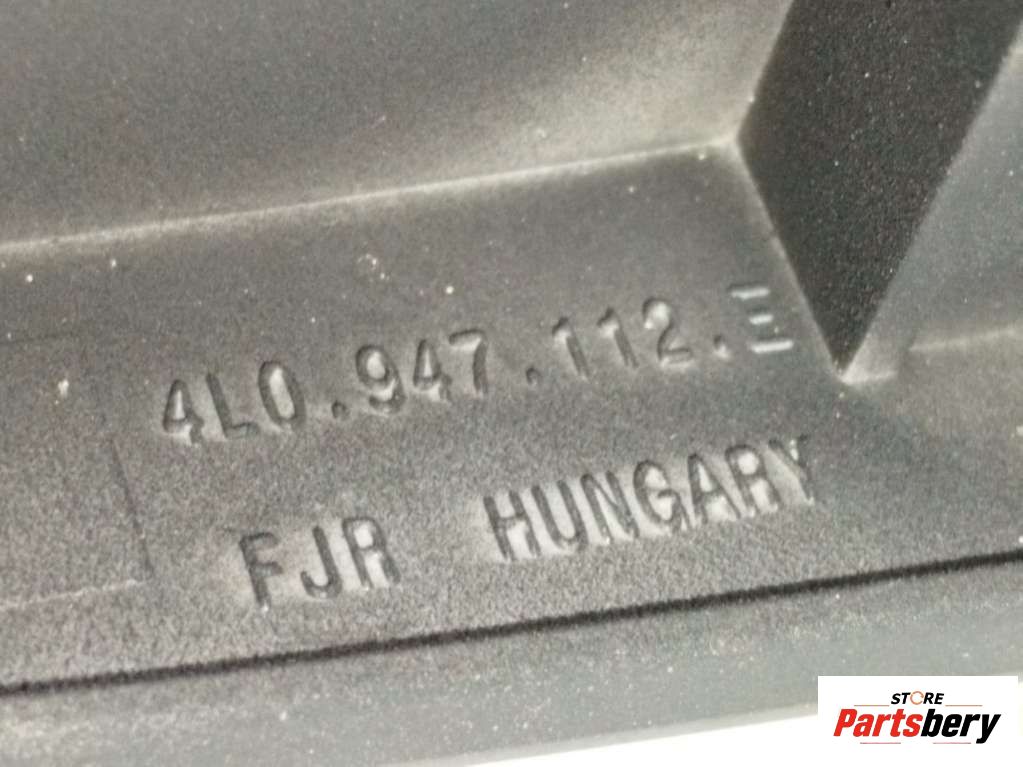 4L0.947.112.E
FJR HUNGARY
STORE
Partsbery